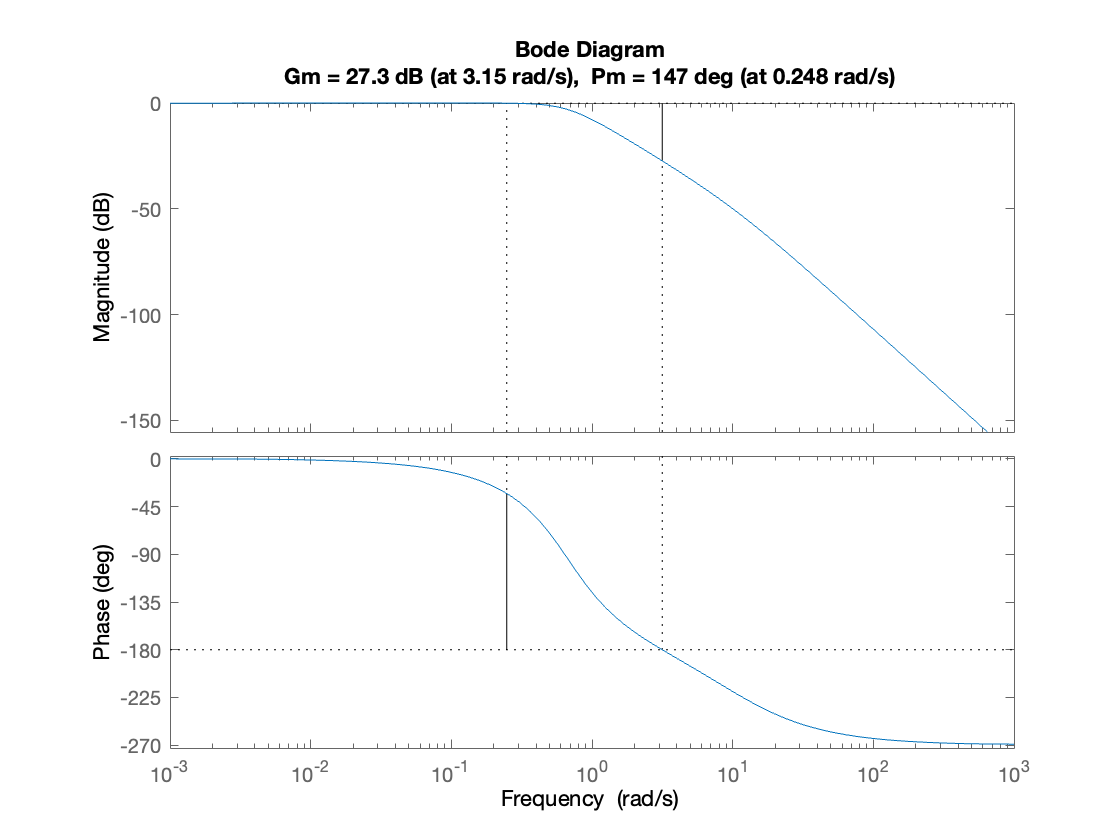 Bode Diagram
Gm = 27.3 dB (at 3.15 rad/s),  Pm = 147 deg (at 0.248 rad/s)
Magnitude (dB)
0
-50
-100
-150
Phase (deg)
0
-45
-90
-135
-180
-225
-270
10^-3 10^-2 10^-1 10^0 10^1 10^2 10^3
Frequency  (rad/s)